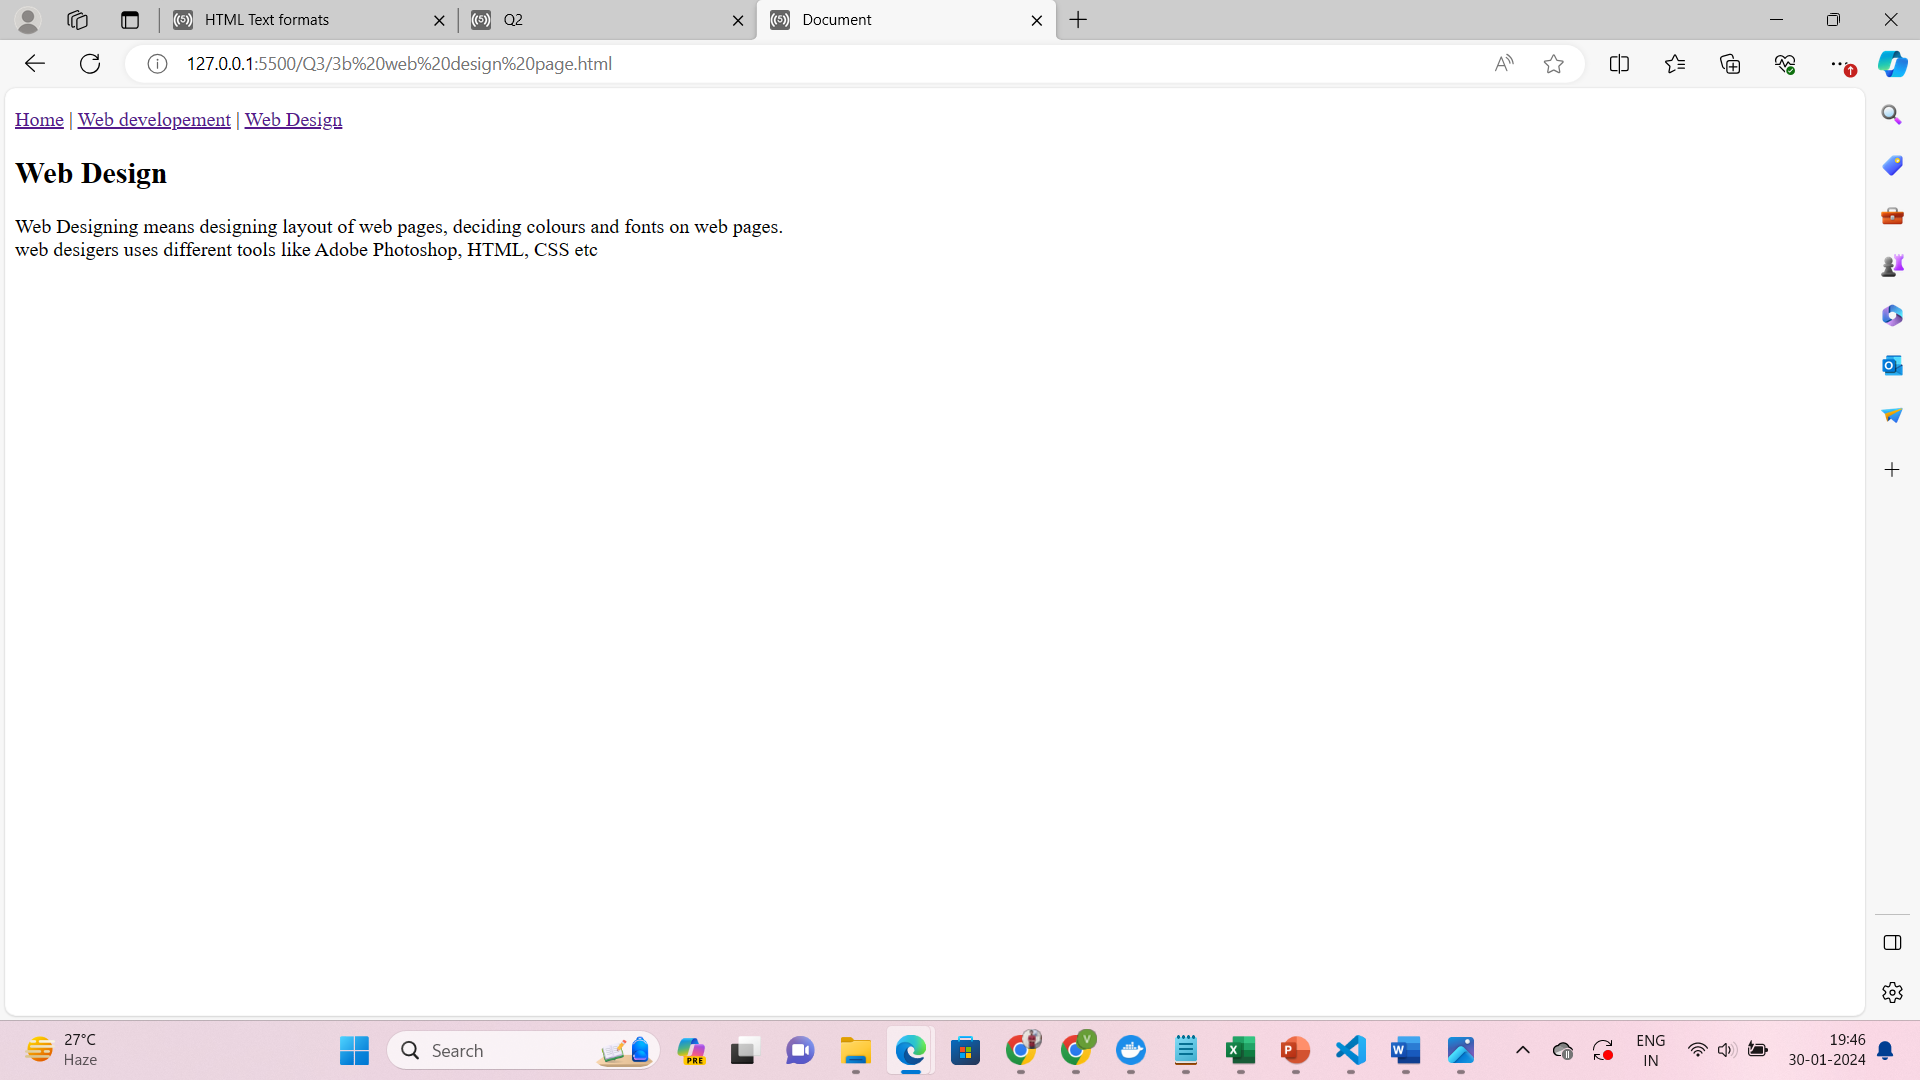 HTML Text formats
Q2
Document
127.0.0.1:5500/Q3/3b%20web%20design%20page.html
Home | Web developement | Web Design
Web Design
Web Designing means designing layout of web pages, deciding colours and fonts on web pages.
web desigers uses different tools like Adobe Photoshop, HTML, CSS etc
27°C
Haze
Search
PRE
V
ENG
IN
19:46
30-01-2024